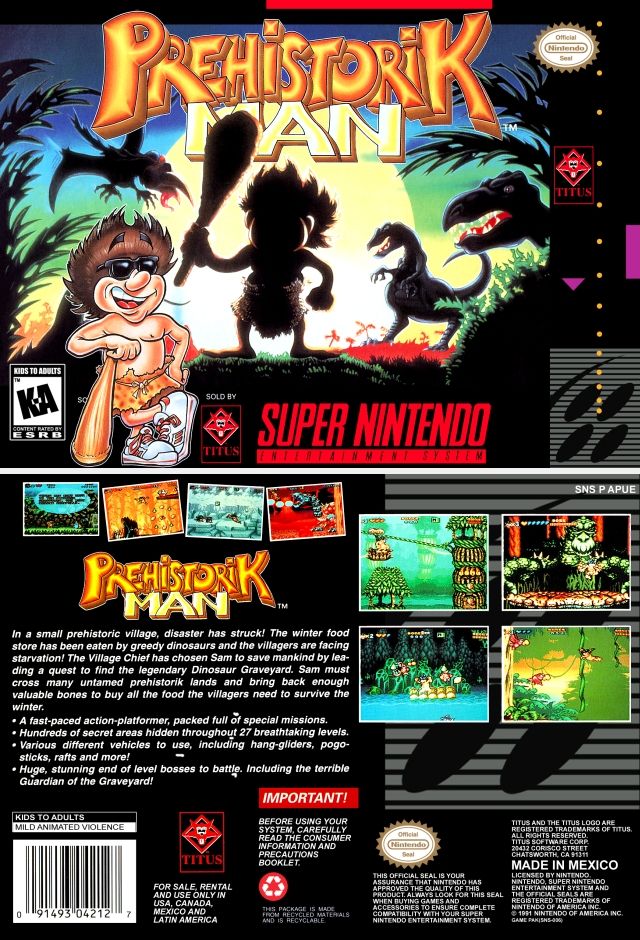 PREHISTORIK
MAN
TM
Official
Nintendo
Seal
TITUS
KIDS TO ADULTS
TM
K-A
CONTENT RATED BY
ESRB
SOLD BY
TITUS
SUPER NINTENDO
ENTERTAINMENT SYSTEM
SNS P APUE
PREHISTORIK
MAN
TM
In a small prehistoric village, disaster has struck! The winter food
store has been eaten by greedy dinosaurs and the villagers are facing
starvation! The Village Chief has chosen Sam to save mankind by lea-
ding a quest to find the legendary Dinosaur Graveyard. Sam must
cross many untamed prehistorik lands and bring back enough
valuable bones to buy all the food the villagers need to survive the
winter.
• A fast-paced action-platformer, packed full of special missions.
• Hundreds of secret areas hidden throughout 27 breathtaking levels.
• Various different vehicles to use, including hang-gliders, pogo-
sticks, rafts and more!
• Huge, stunning end of level bosses to battle. Including the terrible
Guardian of the Graveyard!
KIDS TO ADULTS
MILD ANIMATED VIOLENCE
0 91493 04212 7
TITUS
FOR SALE, RENTAL
AND USE ONLY IN
USA, CANADA,
MEXICO AND
LATIN AMERICA
IMPORTANT!
BEFORE USING YOUR
SYSTEM, CAREFULLY
READ THE CONSUMER
INFORMATION AND
PRECAUTIONS
BOOKLET.
THIS PACKAGE IS MADE
FROM RECYCLED MATERIALS
AND IS RECYCLABLE.
Official
Nintendo
Seal
THIS OFFICIAL SEAL IS YOUR
ASSURANCE THAT NINTENDO HAS
APPROVED THE QUALITY OF THIS
PRODUCT. ALWAYS LOOK FOR THIS SEAL
WHEN BUYING GAMES AND
ACCESSORIES TO ENSURE COMPLETE
COMPATIBILITY WITH YOUR SUPER
NINTENDO ENTERTAINMENT SYSTEM.
TITUS AND THE TITUS LOGO ARE
REGISTERED TRADEMARKS OF TITUS.
ALL RIGHTS RESERVED.
TITUS SOFTWARE CORP.
20432 CORISCO STREET
CHATSWORTH, CA 91311
MADE IN MEXICO
LICENSED BY NINTENDO.
NINTENDO, SUPER NINTENDO
ENTERTAINMENT SYSTEM AND
THE OFFICIAL SEALS ARE
REGISTERED TRADEMARKS OF
NINTENDO OF AMERICA INC.
© 1991 NINTENDO OF AMERICA INC.
GAME PAK(SNS-006)